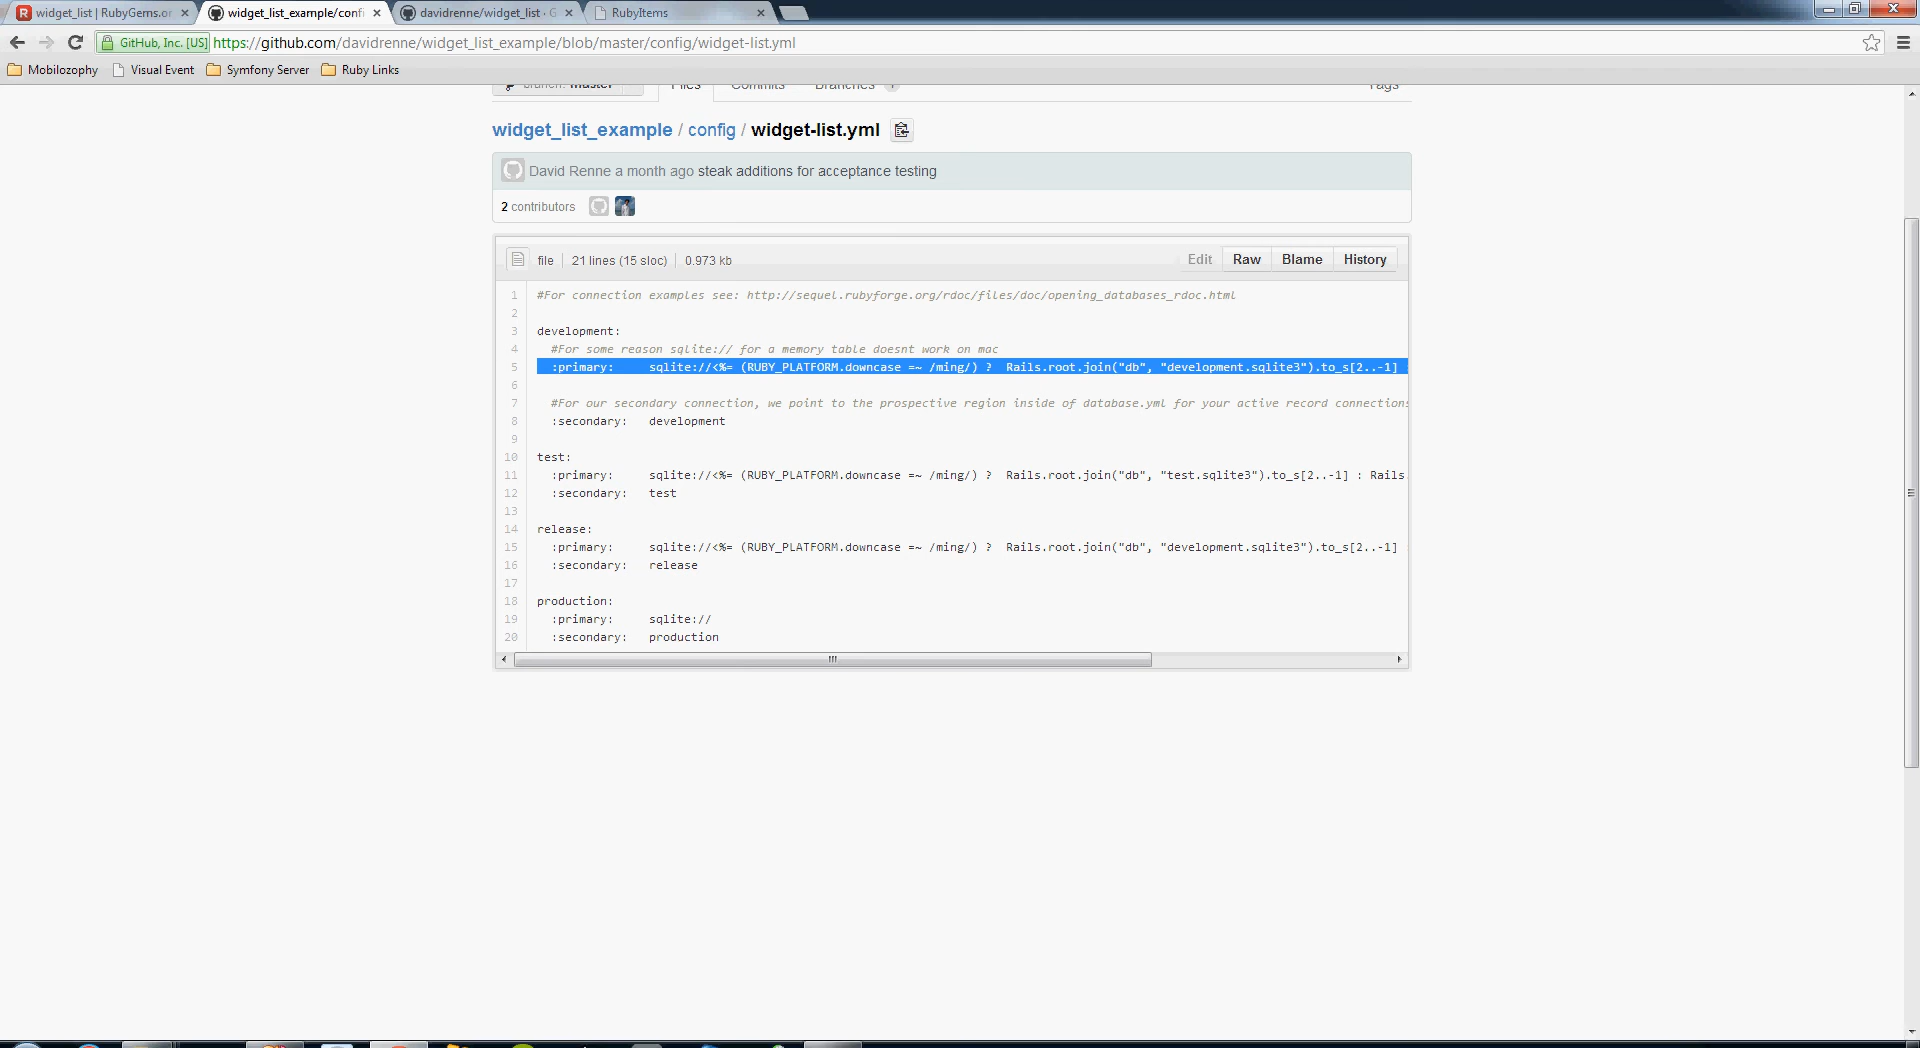 widget_list | RubyGems.or
widget_list_example/confi
davidrenne/widget_list · G
RubyItems
GitHub, Inc. [US] https://github.com/davidrenne/widget_list_example/blob/master/config/widget-list.yml
Mobilozophy Visual Event Symfony Server Ruby Links
branch: master Files Commits Branches Tags
widget_list_example / config / widget-list.yml
David Renne a month ago steak additions for acceptance testing
2 contributors
file 21 lines (15 sloc) 0.973 kb Edit Raw Blame History
1 #For connection examples see: http://sequel.rubyforge.org/rdoc/files/doc/opening_databases_rdoc.html
2
3 development:
4 #For some reason sqlite:// for a memory table doesnt work on mac
5 :primary: sqlite://<%= (RUBY_PLATFORM.downcase =~ /ming/) ? Rails.root.join("db", "development.sqlite3").to_s[2..-1]
6
7 #For our secondary connection, we point to the prospective region inside of database.yml for your active record connections
8 :secondary: development
9
10 test:
11 :primary: sqlite://<%= (RUBY_PLATFORM.downcase =~ /ming/) ? Rails.root.join("db", "test.sqlite3").to_s[2..-1] : Rails.
12 :secondary: test
13
14 release:
15 :primary: sqlite://<%= (RUBY_PLATFORM.downcase =~ /ming/) ? Rails.root.join("db", "development.sqlite3").to_s[2..-1] :
16 :secondary: release
17
18 production:
19 :primary: sqlite://
20 :secondary: production